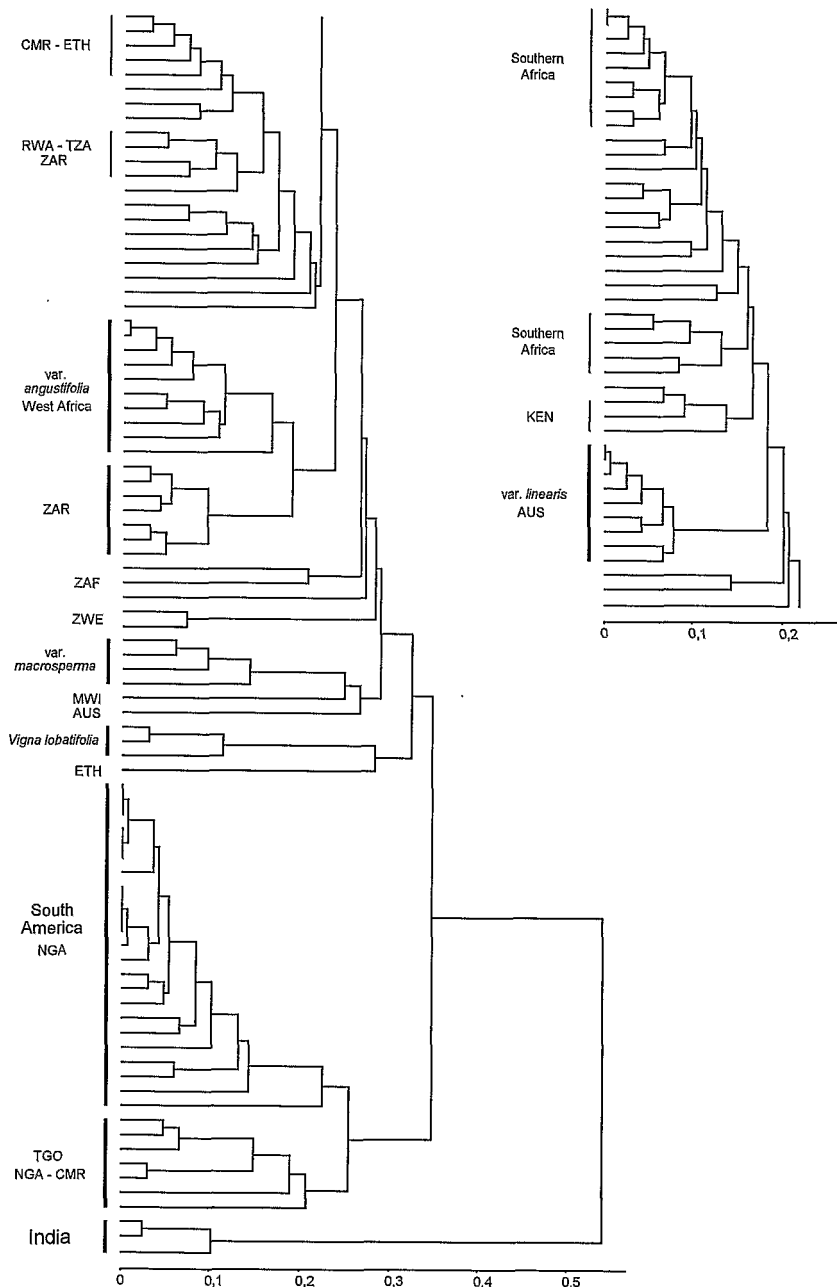 CMR - ETH
RWA - TZA
ZAR
var.
angustifolia
West Africa
ZAR
ZAF
ZWE
var.
macrosperma
MWI
AUS
Vigna lobatifolia
ETH
South
America
NGA
TGO
NGA - CMR
India
0 0,1 0,2 0,3 0,4 0.5
Southern
Africa
Southern
Africa
KEN
var. linearis
AUS
0 0,1 0,2